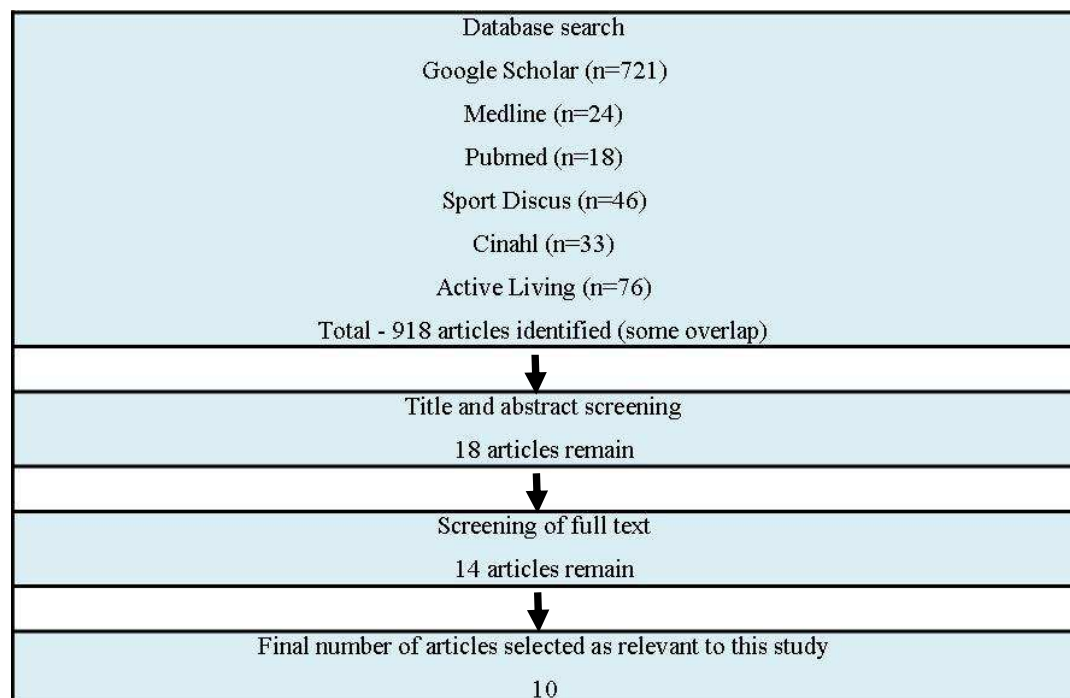 Database search
Google Scholar (n=721)
Medline (n=24)
Pubmed (n=18)
Sport Discus (n=46)
Cinahl (n=33)
Active Living (n=76)
Total - 918 articles identified (some overlap)
Title and abstract screening
18 articles remain
Screening of full text
14 articles remain
Final number of articles selected as relevant to this study
10